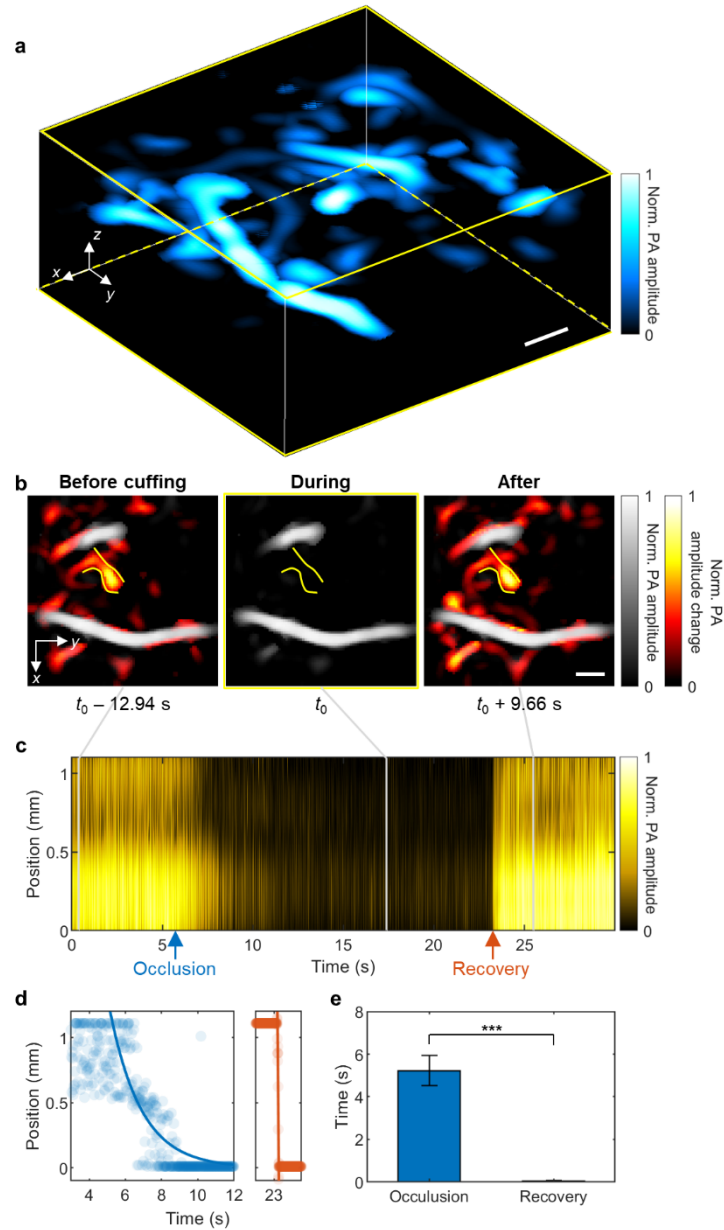 a
z
x
y
1
Norm. PA amplitude
0
b
Before cuffing
During
After
y
x
t0 – 12.94 s
t0
t0 + 9.66 s
1
Norm. PA amplitude
0
1
Norm. PA amplitude change
0
c
1
0.5
0
Position (mm)
0
5
10
15
20
25
Time (s)
Occlusion
Recovery
1
Norm. PA amplitude
0
d
1
0.5
0
Position (mm)
4
6
8
10
12
23
Time (s)
e
8
6
4
2
0
Time (s)
***
Occulusion
Recovery